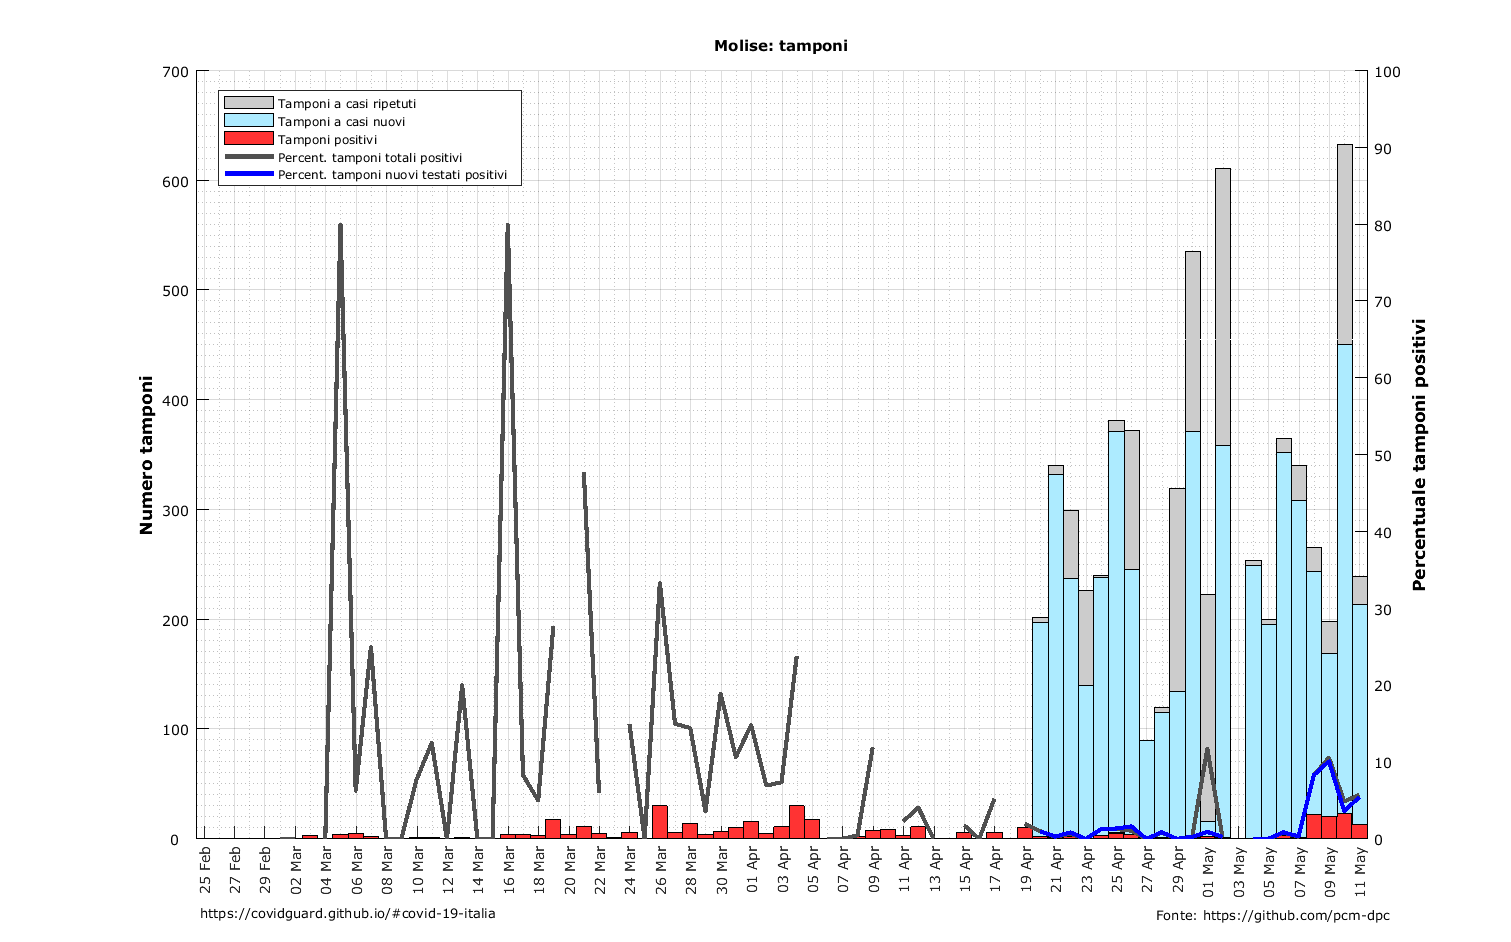 Molise: tamponi
Tamponi a casi ripetuti
Tamponi a casi nuovi
Tamponi positivi
Percent. tamponi totali positivi
Percent. tamponi nuovi testati positivi
Numero tamponi
700
600
500
400
300
200
100
0
Percentuale tamponi positivi
100
90
80
70
60
50
40
30
20
10
0
25 Feb
27 Feb
29 Feb
02 Mar
04 Mar
06 Mar
08 Mar
10 Mar
12 Mar
14 Mar
16 Mar
18 Mar
20 Mar
22 Mar
24 Mar
26 Mar
28 Mar
30 Mar
01 Apr
03 Apr
05 Apr
07 Apr
09 Apr
11 Apr
13 Apr
15 Apr
17 Apr
19 Apr
21 Apr
23 Apr
25 Apr
27 Apr
29 Apr
01 May
03 May
05 May
07 May
09 May
11 May
https://covidguard.github.io/#covid-19-italia
Fonte: https://github.com/pcm-dpc